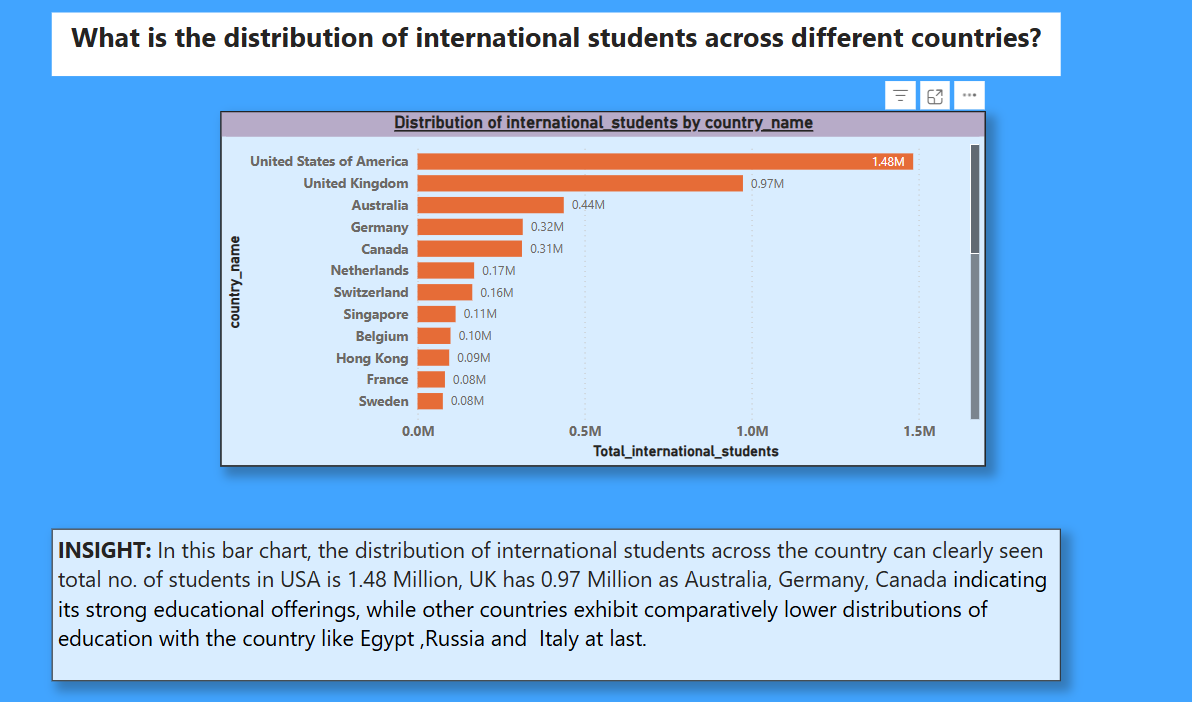 What is the distribution of international students across different countries?
Distribution of international_students by country_name
country_name
United States of America 1.48M
United Kingdom 0.97M
Australia 0.44M
Germany 0.32M
Canada 0.31M
Netherlands 0.17M
Switzerland 0.16M
Singapore 0.11M
Belgium 0.10M
Hong Kong 0.09M
France 0.08M
Sweden 0.08M
0.0M 0.5M 1.0M 1.5M
Total_international_students
INSIGHT: In this bar chart, the distribution of international students across the country can clearly seen
total no. of students in USA is 1.48 Million, UK has 0.97 Million as Australia, Germany, Canada indicating
its strong educational offerings, while other countries exhibit comparatively lower distributions of
education with the country like Egypt ,Russia and  Italy at last.